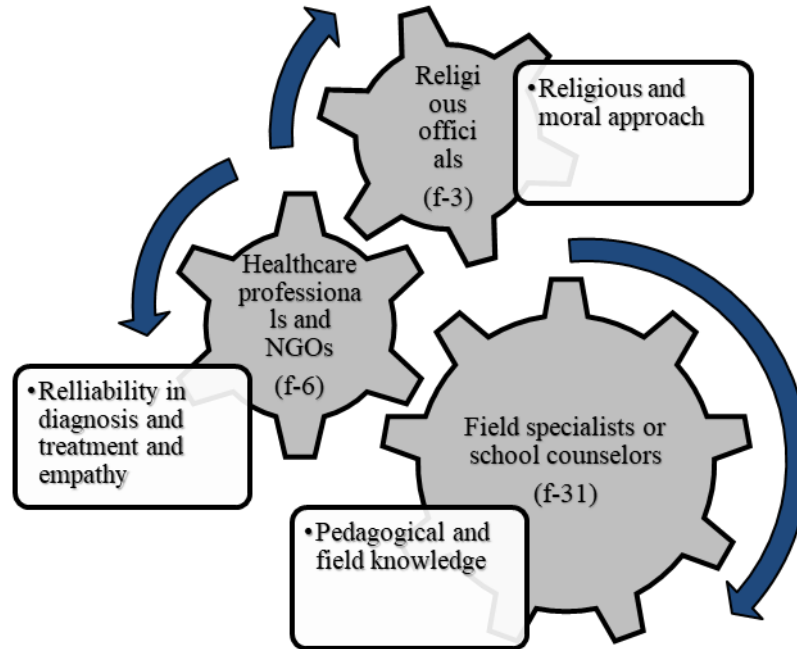 Religi
ous
offici
als
(f-3)
•Religious and
moral approach
Healthcare
professiona
ls and
NGOs
(f-6)
•Relliability in
diagnosis and
treatment and
empathy
Field specialists or
school counselors
(f-31)
•Pedagogical and
field knowledge